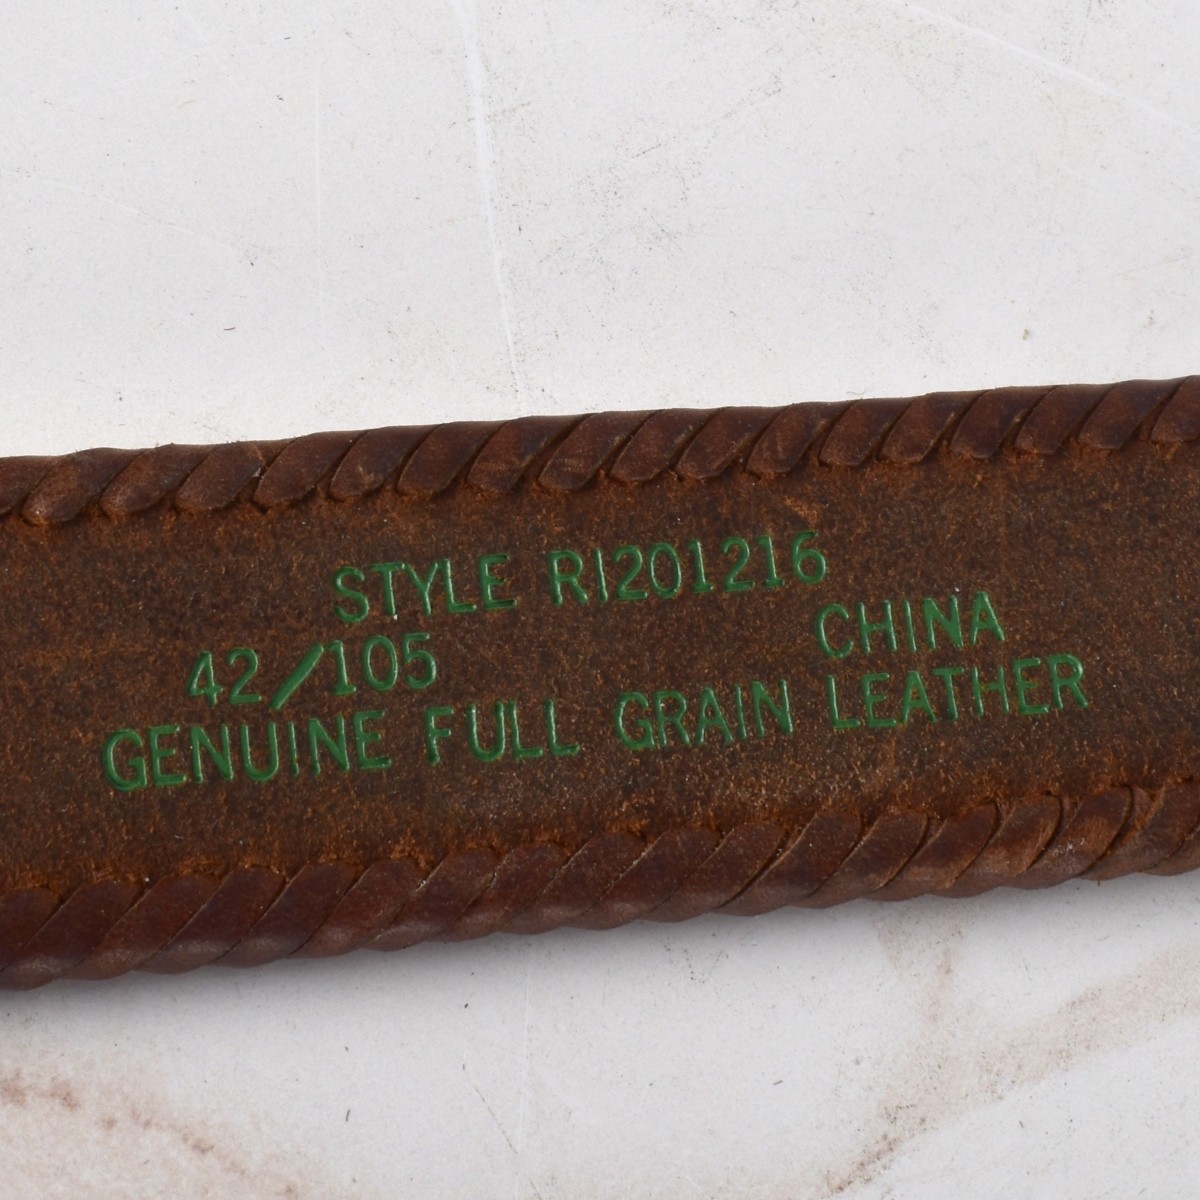 STYLE RI201216
42/105 CHINA
GENUINE FULL GRAIN LEATHER